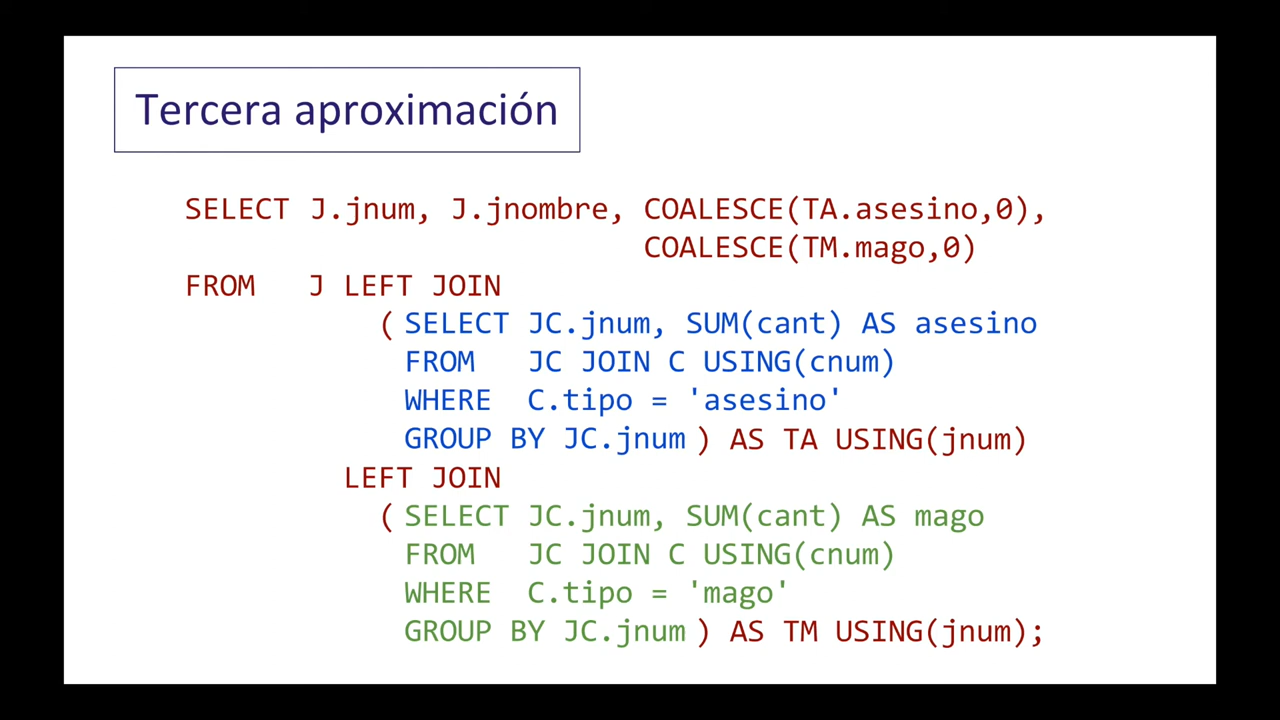 Tercera aproximación
SELECT J.jnum, J.jnombre, COALESCE(TA.asesino,0),
COALESCE(TM.mago,0)
FROM J LEFT JOIN
( SELECT JC.jnum, SUM(cant) AS asesino
FROM JC JOIN C USING(cnum)
WHERE C.tipo = 'asesino'
GROUP BY JC.jnum ) AS TA USING(jnum)
LEFT JOIN
( SELECT JC.jnum, SUM(cant) AS mago
FROM JC JOIN C USING(cnum)
WHERE C.tipo = 'mago'
GROUP BY JC.jnum ) AS TM USING(jnum);